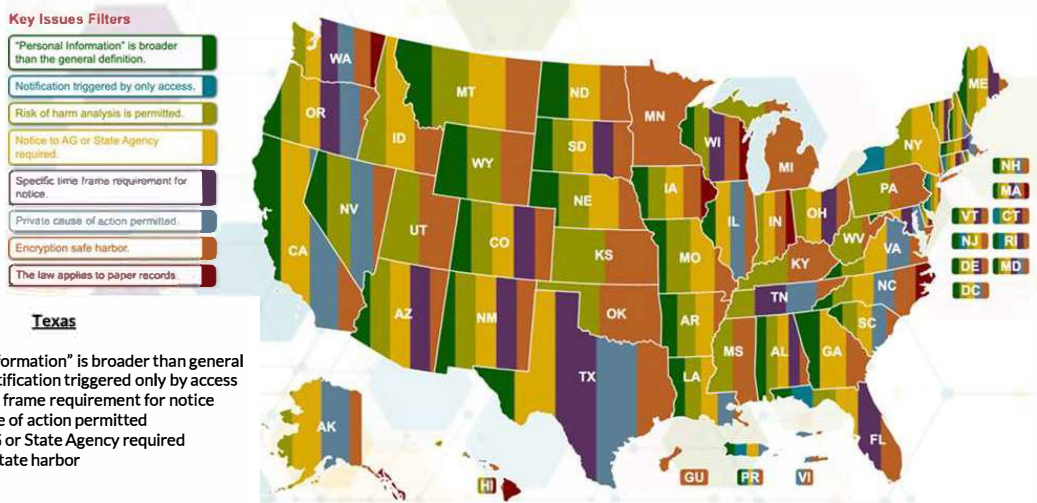 Key Issues Filters
"Personal Information" is broader
than the general definition.
Notification triggered by only access.
Risk of harm analysis is permitted.
Notice to AG or State Agency
required.
Specific time frame requirement for
notice.
Private cause of action permitted.
Encryption safe harbor.
The law applies to paper records
Texas
formation" is broader than general
tification triggered only by access
frame requirement for notice
e of action permitted
or State Agency required
tate harbor
WA
MT
ND
MN
ME
OR
ID
SD
WI
MI
NY
WY
IA
PA
NH
MA
NV
NE
IL
IN
OH
VT
CT
CA
UT
CO
KS
MO
KY
WV
VA
NJ
RI
DE
MD
DC
AZ
NM
OK
AR
TN
NC
SC
MS
AL
GA
TX
LA
AK
FL
HI
GU
PR
VI